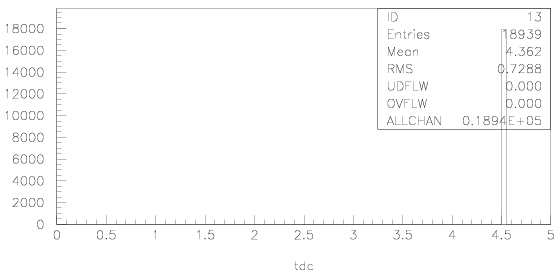 ID 13
Entries 18939
Mean 4.362
RMS 0.7288
UDFLW 0.000
OVFLW 0.000
ALLCHAN 0.1894E+05
18000
16000
14000
12000
10000
8000
6000
4000
2000
0
0 0.5 1 1.5 2 2.5 3 3.5 4 4.5 5
tdc